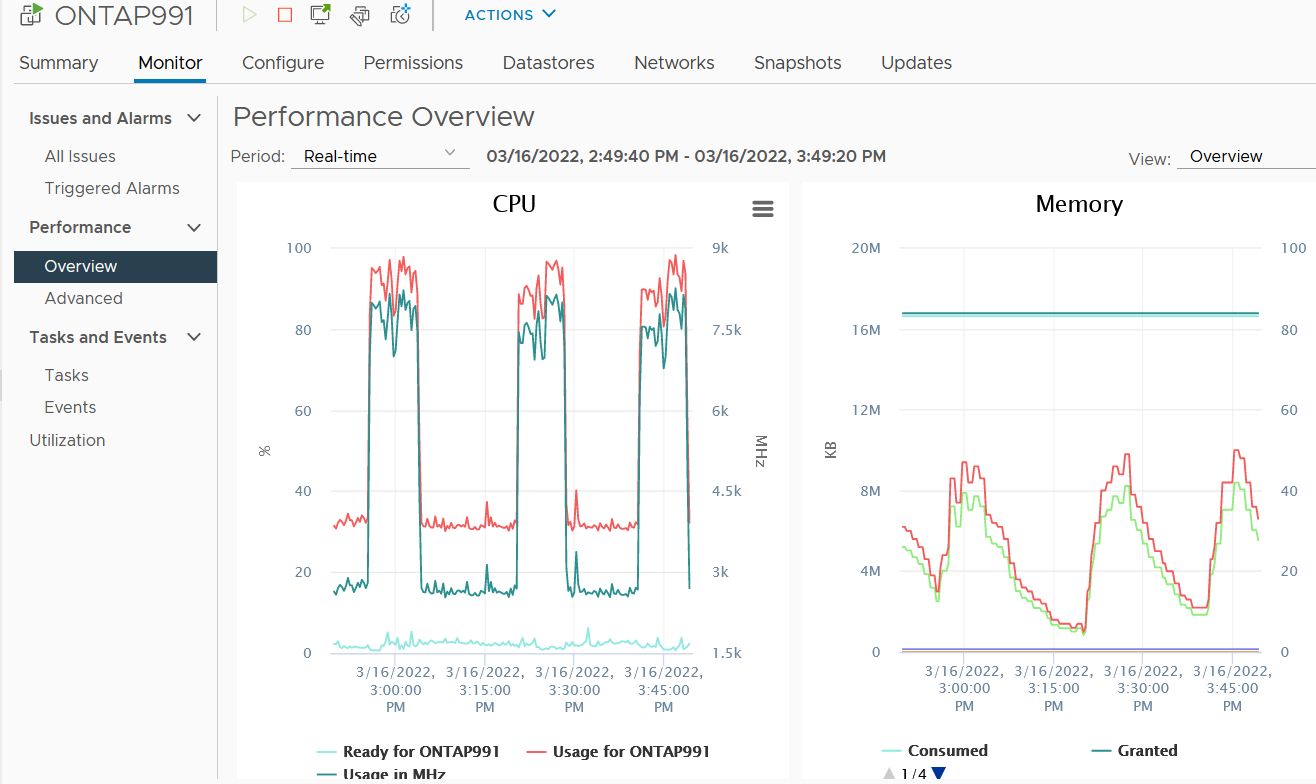 ONTAP991
ACTIONS
Summary Monitor Configure Permissions Datastores Networks Snapshots Updates
Issues and Alarms
All Issues
Triggered Alarms
Performance
Overview
Advanced
Tasks and Events
Tasks
Events
Utilization
Performance Overview
Period: Real-time 03/16/2022, 2:49:40 PM - 03/16/2022, 3:49:20 PM View: Overview
CPU
100 9k
80 7.5k
60 6k
% MHz
40 4.5k
20 3k
0 1.5k
3/16/2022, 3/16/2022, 3/16/2022, 3/16/2022,
3:00:00 3:15:00 3:30:00 3:45:00
PM PM PM PM
Ready for ONTAP991 Usage for ONTAP991
Usage in MHz
Memory
20M 100
16M 80
12M 60
KB
8M 40
4M 20
0 0
3/16/2022, 3/16/2022, 3/16/2022, 3/16/2022,
3:00:00 3:15:00 3:30:00 3:45:00
PM PM PM PM
Consumed Granted
1/4